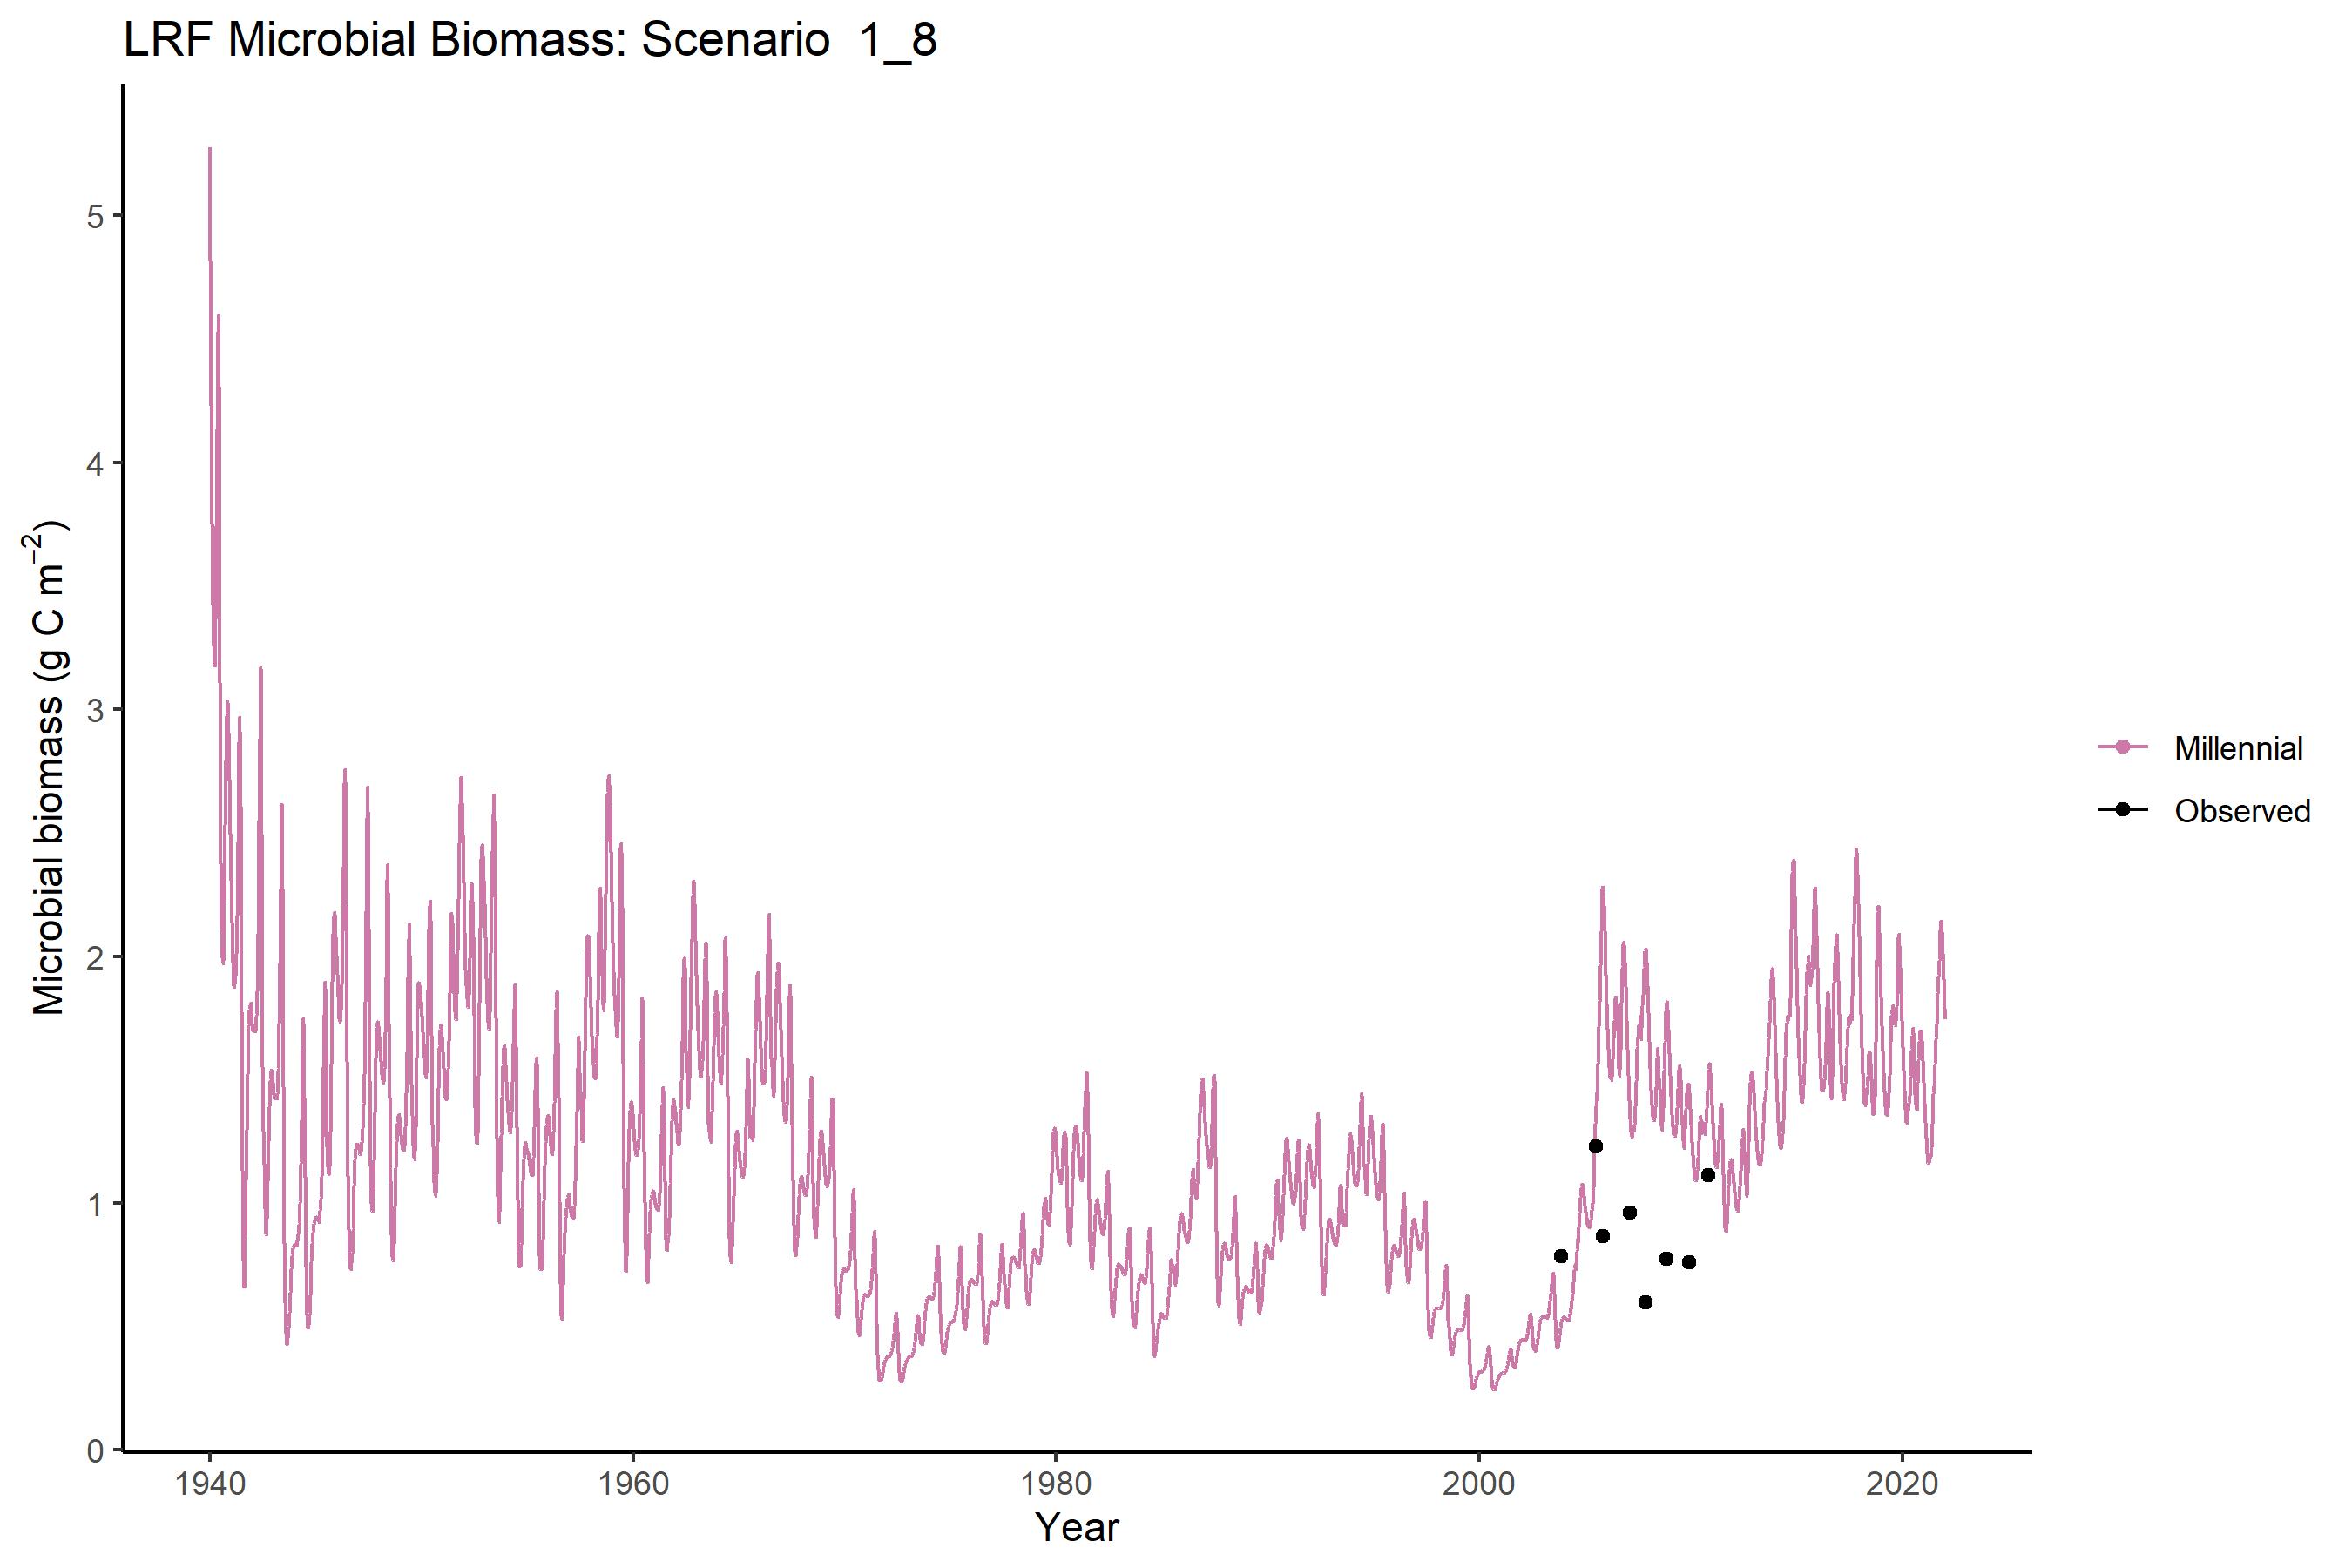 LRF Microbial Biomass: Scenario  1_8
Microbial biomass (g C m⁻²)
5
4
3
2
1
0
1940 1960 1980 2000 2020
Year
Millennial
Observed